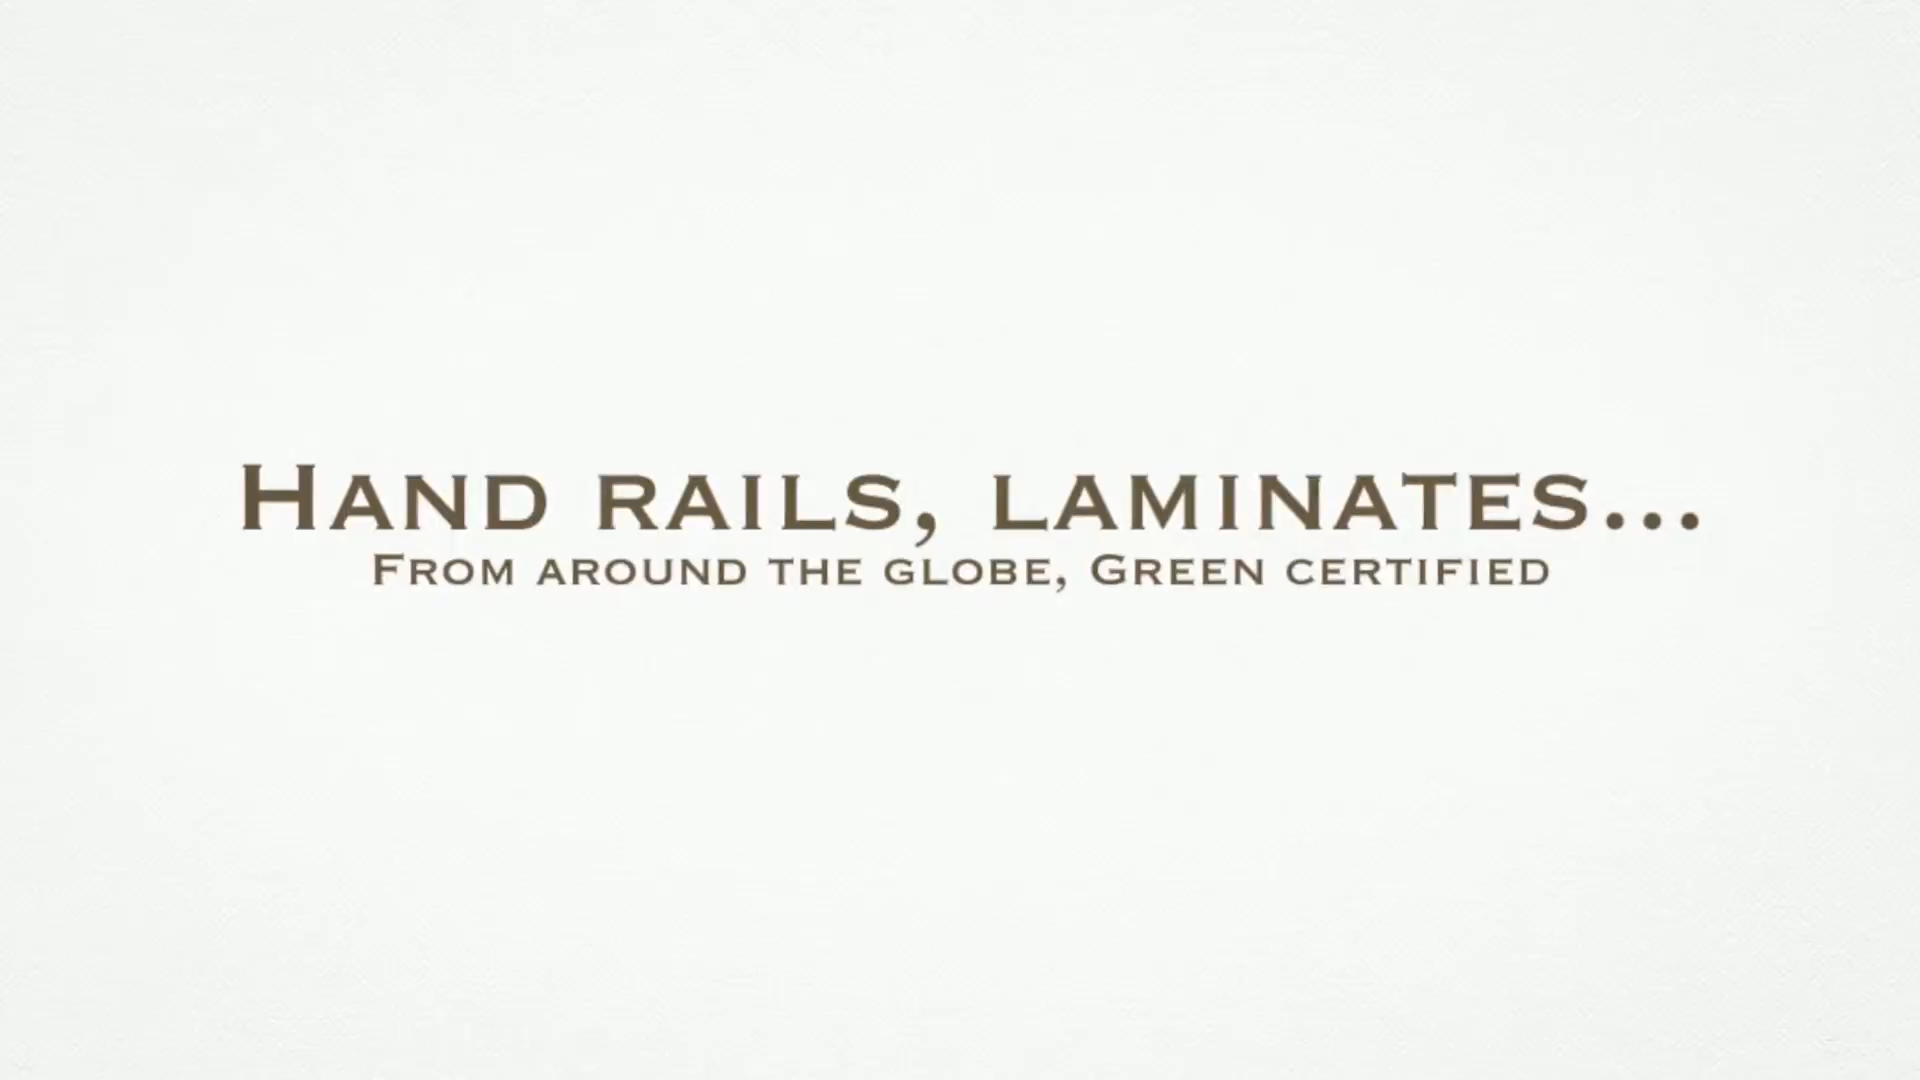 Hand rails, laminates...
From around the globe, Green certified